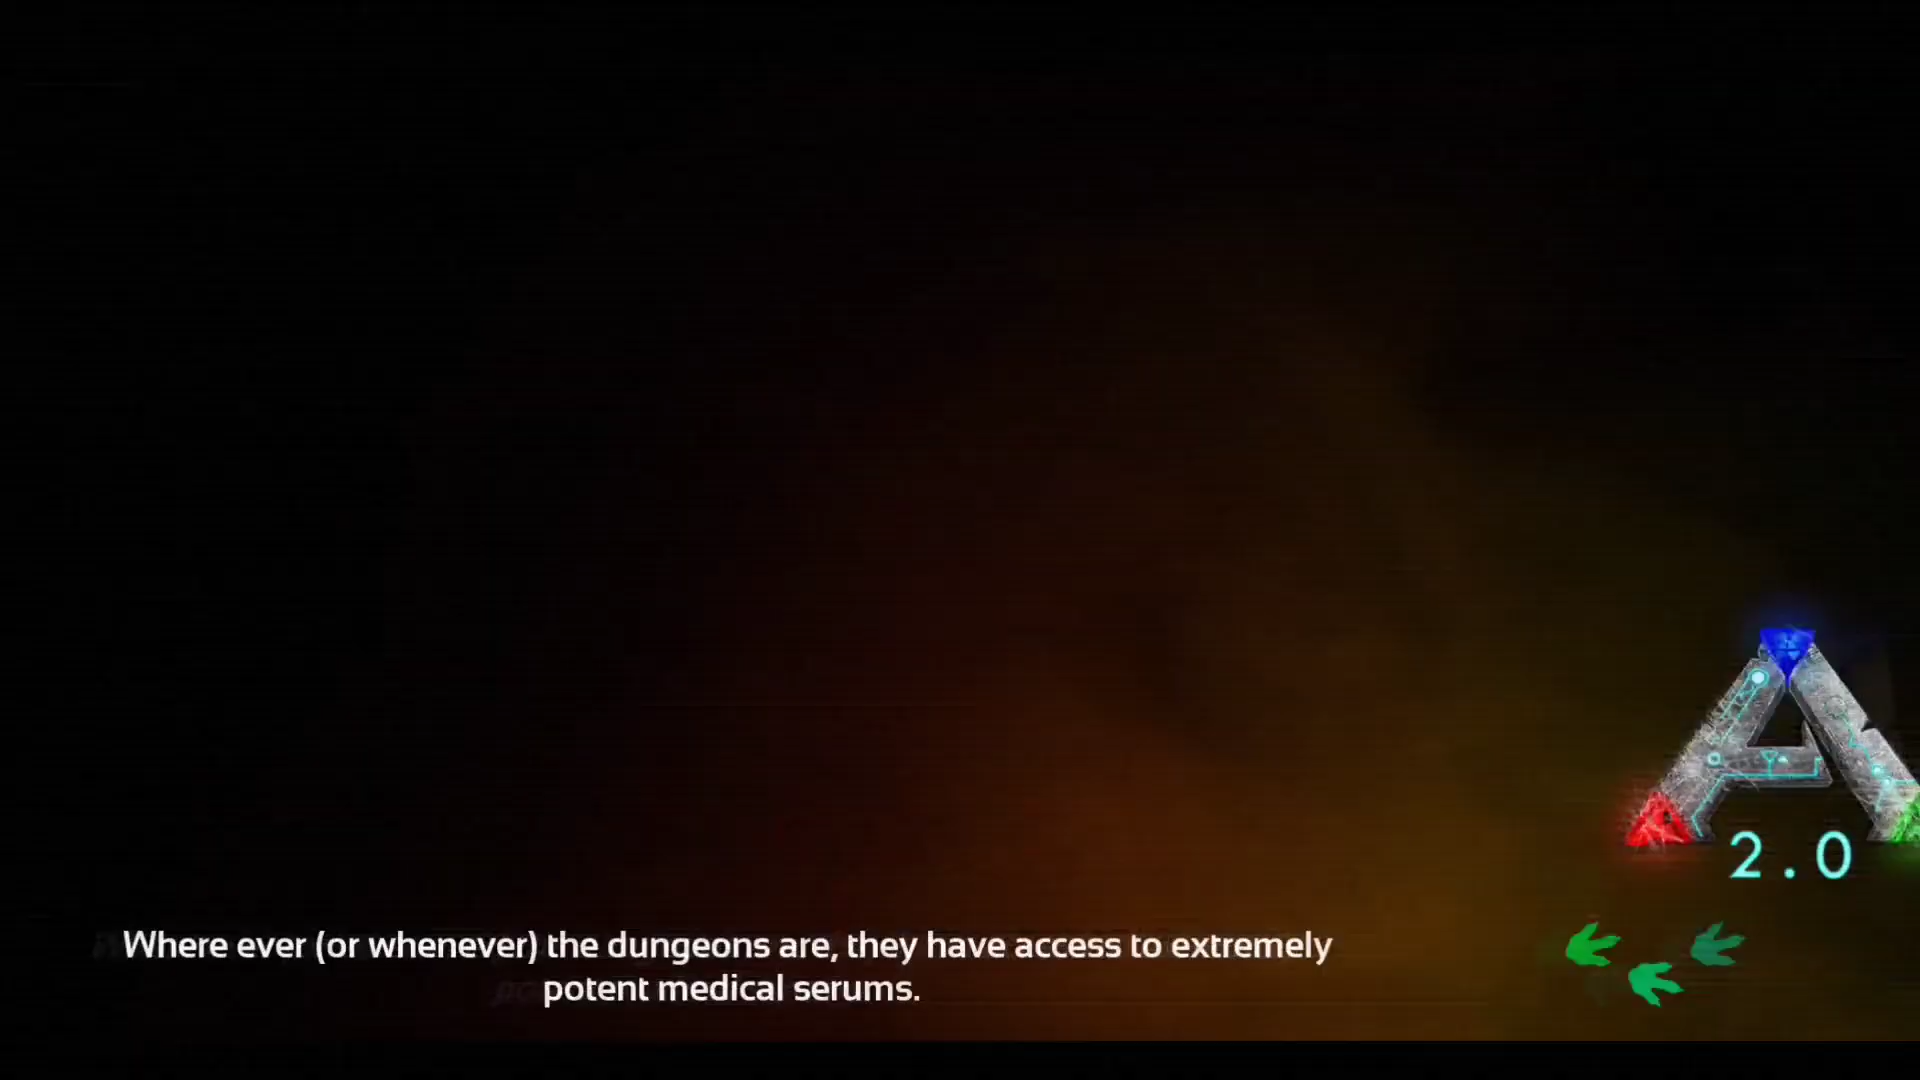 A
2.0
Where ever (or whenever) the dungeons are, they have access to extremely
potent medical serums.